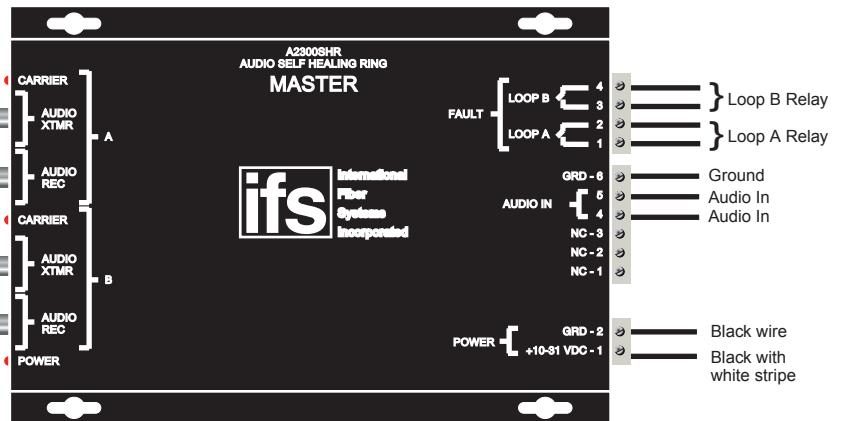 A2300SHR
AUDIO SELF HEALING RING
MASTER
CARRIER
AUDIO
XTMR
A
AUDIO
REC
CARRIER
AUDIO
XTMR
B
AUDIO
REC
POWER
ifs
International
Fiber
Systems
Incorporated
FAULT
LOOP B
4
3
} Loop B Relay
LOOP A
2
1
} Loop A Relay
GRD - 6
Ground
AUDIO IN
5
Audio In
4
Audio In
NC - 3
NC - 2
NC - 1
POWER
GRD - 2
Black wire
+10-31 VDC - 1
Black with
white stripe